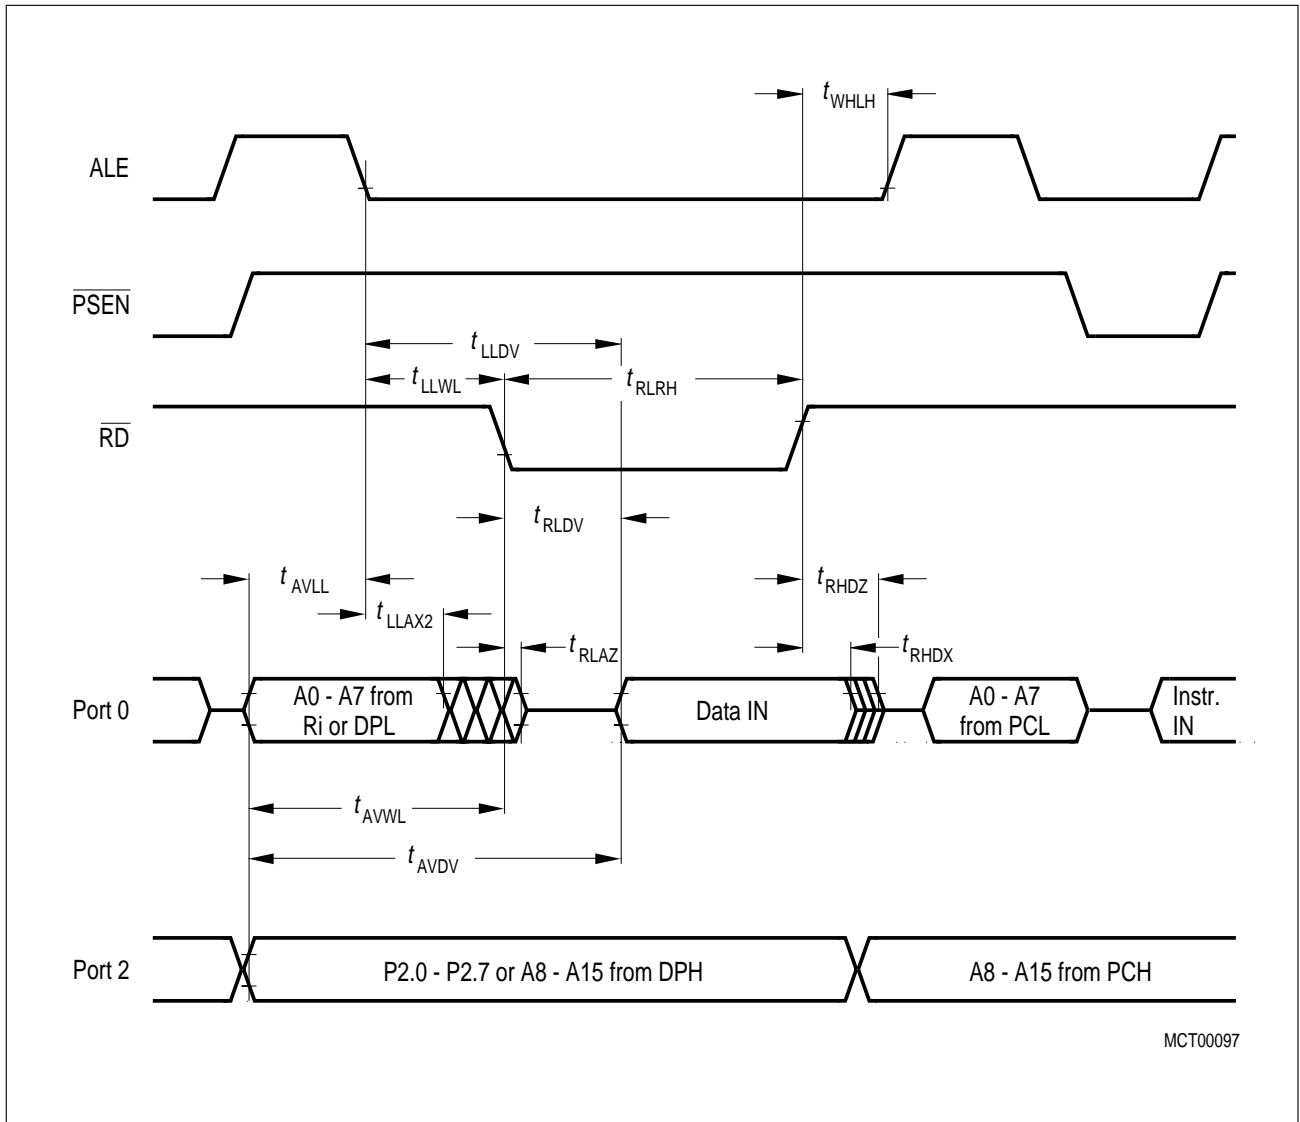 t WHLH
ALE
PSEN
t LLDV
t LLWL
t RLRH
RD
t RLDV
t AVLL
t RHDZ
t LLAX2
t RLAZ
t RHDX
Port 0
A0 - A7 from
Ri or DPL
Data IN
A0 - A7
from PCL
Instr.
IN
t AVWL
t AVDV
Port 2
P2.0 - P2.7 or A8 - A15 from DPH
A8 - A15 from PCH
MCT00097